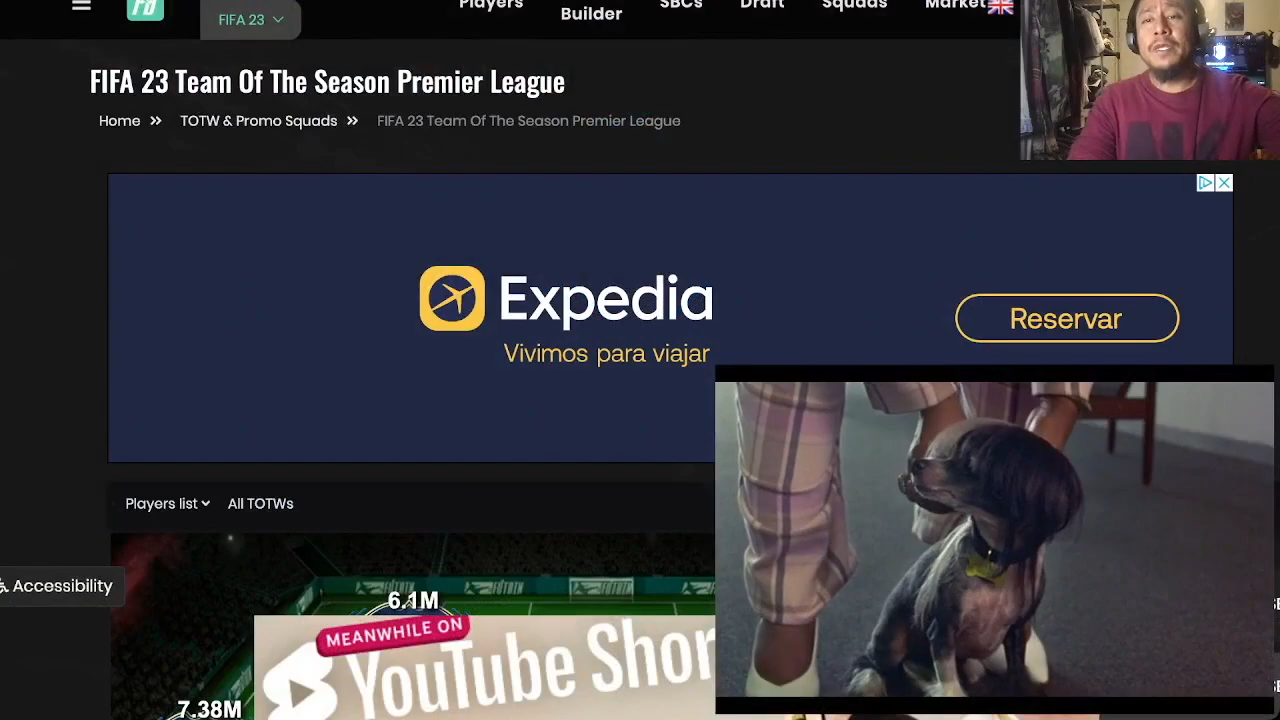 FIFA 23
Players
Builder
SBCs
Draft
Squads
Market
FIFA 23 Team Of The Season Premier League
Home » TOTW & Promo Squads » FIFA 23 Team Of The Season Premier League
Expedia
Vivimos para viajar
Reservar
Players list
All TOTWs
Accessibility
6.1M
MEANWHILE ON
YouTube Shor
7.38M